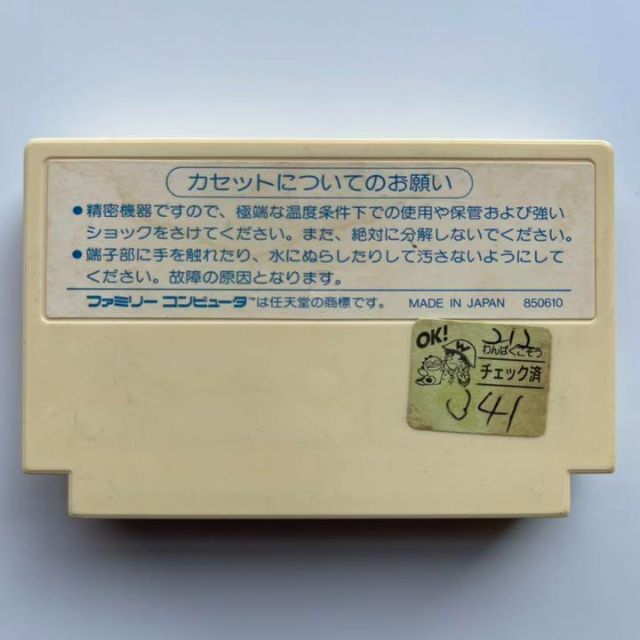 カセットについてのお願い
●精密機器ですので、極端な温度条件下での使用や保管および強い
ショックをさけてください。また、絶対に分解しないでください。
●端子部に手を触れたり、水にぬらしたりして汚さないようにして
ください。故障の原因となります。
ファミリー コンピュータ™は任天堂の商標です。 MADE IN JAPAN 850610
OK!
わんぱくこぞう
チェック済
41